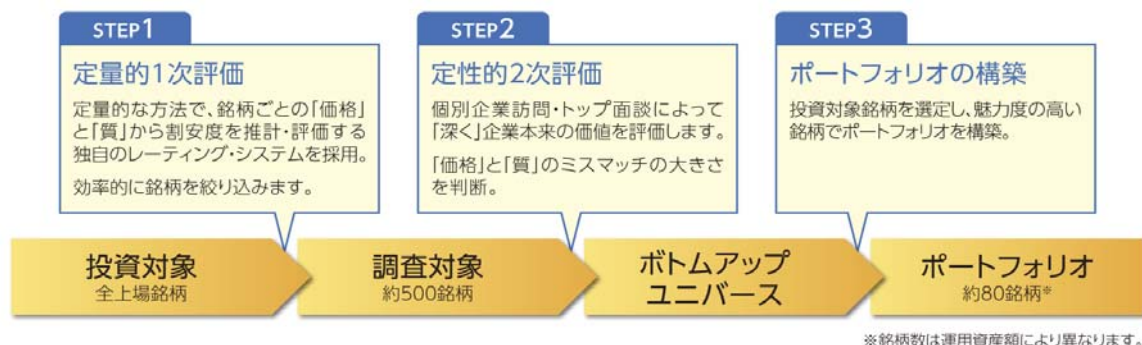 STEP1
定量的1次評価
定量的な方法で、銘柄ごとの「価格」
と「質」から割安度を推計・評価する
独自のレーティング・システムを採用。
効率的に銘柄を絞り込みます。
STEP2
定性的2次評価
個別企業訪問・トップ面談によって
「深く」企業本来の価値を評価します。
「価格」と「質」のミスマッチの大きさ
を判断。
STEP3
ポートフォリオの構築
投資対象銘柄を選定し、魅力度の高い
銘柄でポートフォリオを構築。
投資対象
全上場銘柄
調査対象
約500銘柄
ボトムアップ
ユニバース
ポートフォリオ
約80銘柄※
※銘柄数は運用資産額により異なります。